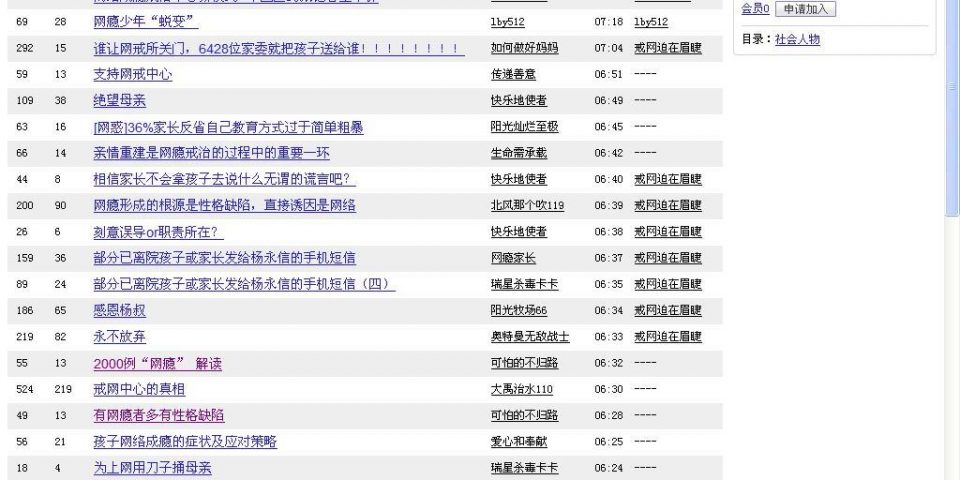 69 28 网瘾少年“蜕变” lby512 07:18 lby512
292 15 谁让网戒所关门，6428位家委就把孩子送给谁！！！！！！！！ 如何做好妈妈 07:04 戒网迫在眉睫
59 13 支持网戒中心 传递善意 06:51 ----
109 38 绝望母亲 快乐地使者 06:49 ----
63 16 [网惑]36%家长反省自己教育方式过于简单粗暴 阳光灿烂至极 06:45 ----
66 14 亲情重建是网瘾戒治的过程中的重要一环 生命需承载 06:42 ----
44 8 相信家长不会拿孩子去说什么无谓的谎言吧？ 快乐地使者 06:40 戒网迫在眉睫
200 90 网瘾形成的根源是性格缺陷，直接诱因是网络 北风那个吹119 06:39 戒网迫在眉睫
26 6 刻意误导or职责所在？ 快乐地使者 06:38 戒网迫在眉睫
159 36 部分已离院孩子或家长发给杨永信的手机短信 网瘾家长 06:37 戒网迫在眉睫
89 24 部分已离院孩子或家长发给杨永信的手机短信（四） 瑞星杀毒卡卡 06:35 戒网迫在眉睫
186 65 感恩杨叔 阳光牧场66 06:34 戒网迫在眉睫
219 82 永不放弃 奥特曼无敌战士 06:33 戒网迫在眉睫
55 13 2000例“网瘾” 解读 可怕的不归路 06:32 ----
524 219 戒网中心的真相 大禹治水110 06:30 ----
49 13 有网瘾者多有性格缺陷 可怕的不归路 06:28 ----
56 21 孩子网络成瘾的症状及应对策略 爱心和奉献 06:25 ----
18 4 为上网用刀子捅母亲 瑞星杀毒卡卡 06:24 ----
会员0 申请加入
目录：社会人物